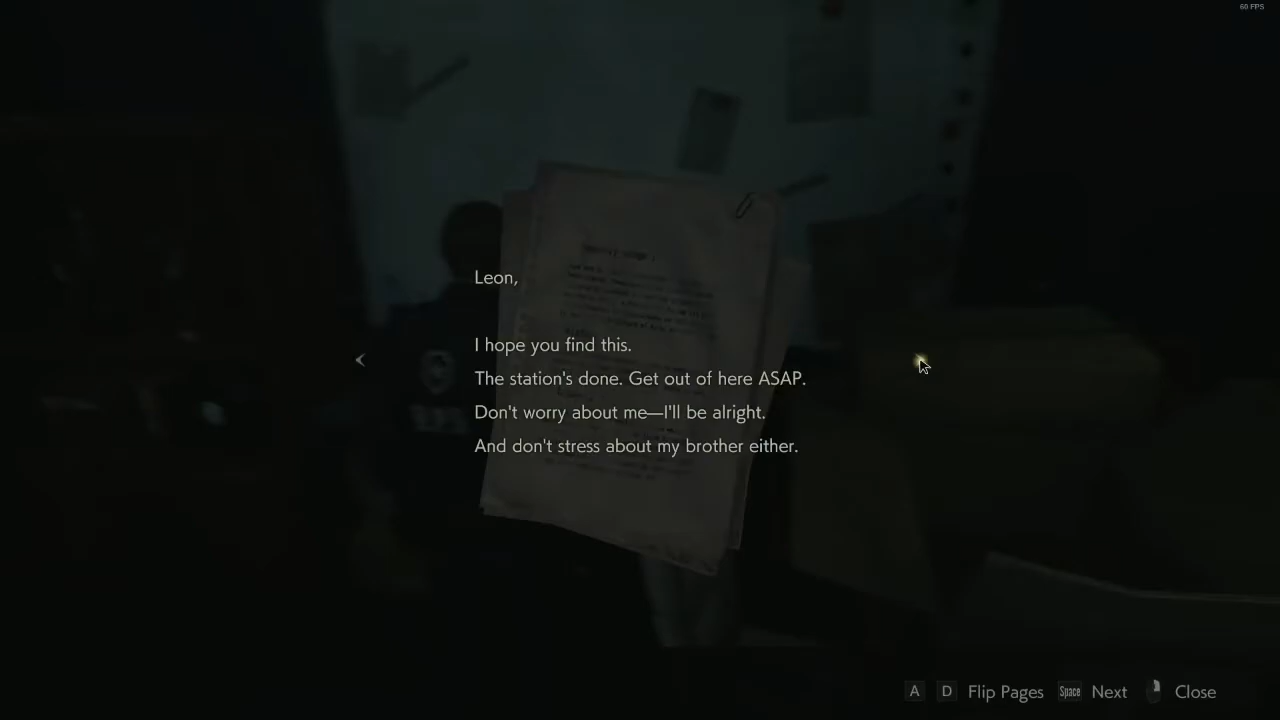 60 FPS
Leon,
I hope you find this.
The station's done. Get out of here ASAP.
Don't worry about me—I'll be alright.
And don't stress about my brother either.
A D Flip Pages Space Next Close